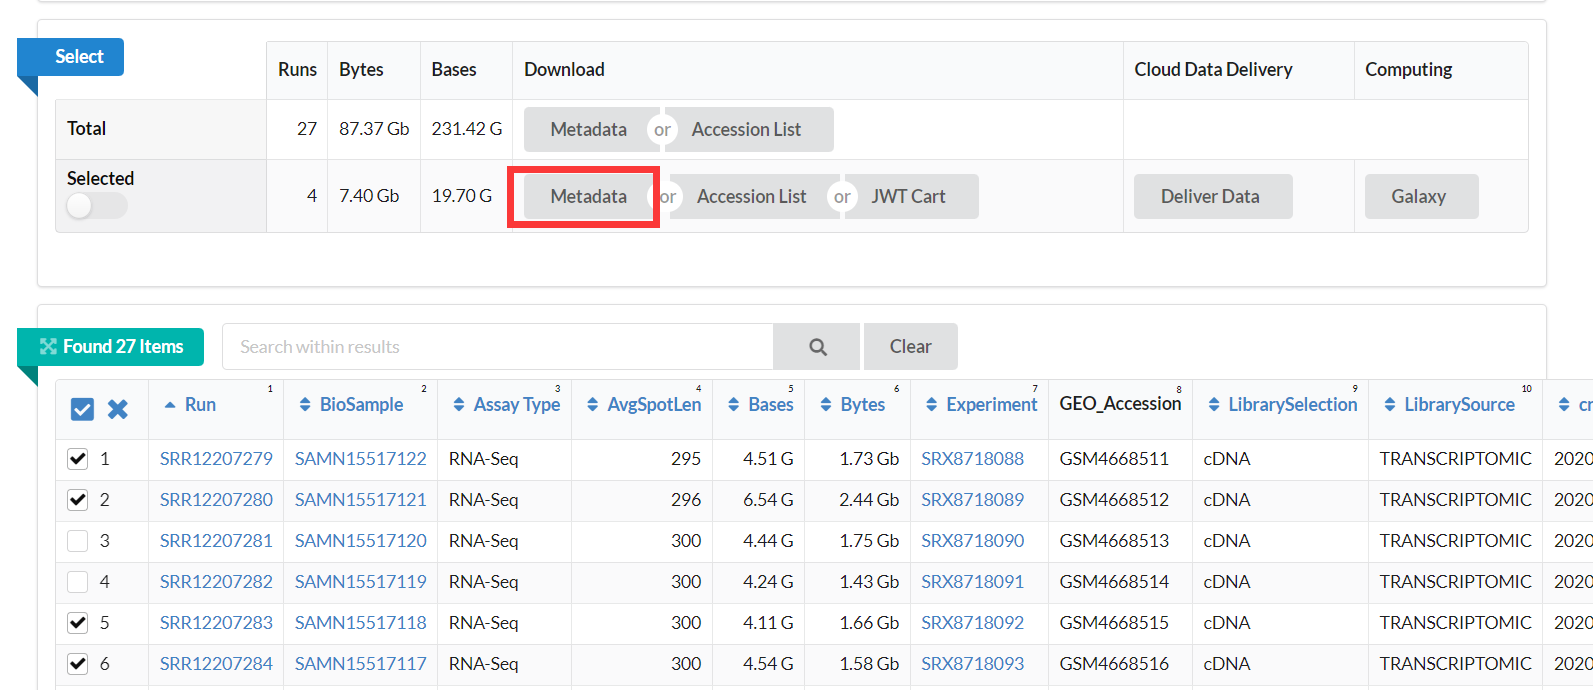 Select
Runs Bytes Bases Download Cloud Data Delivery Computing
Total 27 87.37 Gb 231.42 G Metadata or Accession List
Selected 4 7.40 Gb 19.70 G Metadata or Accession List or JWT Cart Deliver Data Galaxy
Found 27 Items Search within results Clear
Run 1 BioSample 2 Assay Type 3 AvgSpotLen 4 Bases 5 Bytes 6 Experiment 7 GEO_Accession 8 LibrarySelection 9 LibrarySource 10 cr
1 SRR12207279 SAMN15517122 RNA-Seq 295 4.51 G 1.73 Gb SRX8718088 GSM4668511 cDNA TRANSCRIPTOMIC 2020
2 SRR12207280 SAMN15517121 RNA-Seq 296 6.54 G 2.44 Gb SRX8718089 GSM4668512 cDNA TRANSCRIPTOMIC 2020
3 SRR12207281 SAMN15517120 RNA-Seq 300 4.44 G 1.75 Gb SRX8718090 GSM4668513 cDNA TRANSCRIPTOMIC 2020
4 SRR12207282 SAMN15517119 RNA-Seq 300 4.24 G 1.43 Gb SRX8718091 GSM4668514 cDNA TRANSCRIPTOMIC 2020
5 SRR12207283 SAMN15517118 RNA-Seq 300 4.11 G 1.66 Gb SRX8718092 GSM4668515 cDNA TRANSCRIPTOMIC 2020
6 SRR12207284 SAMN15517117 RNA-Seq 300 4.54 G 1.58 Gb SRX8718093 GSM4668516 cDNA TRANSCRIPTOMIC 2020